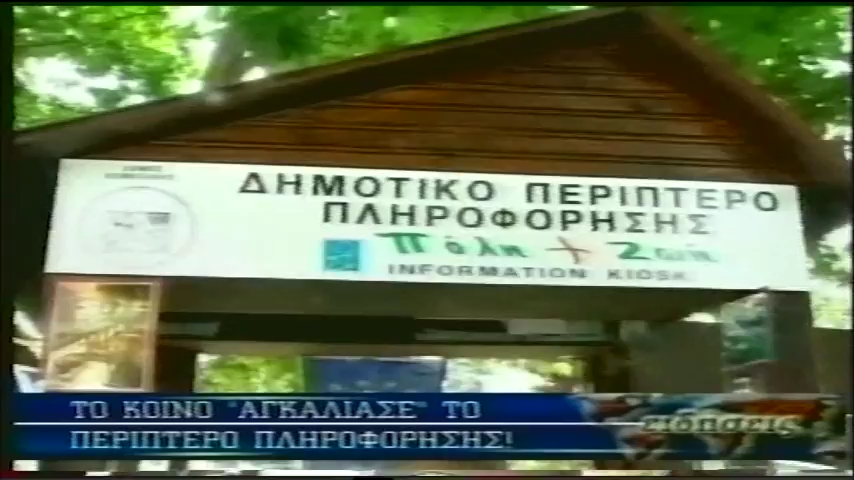 ΔΗΜΟΤΙΚΟ ΠΕΡΙΠΤΕΡΟ
ΠΛΗΡΟΦΟΡΗΣΗΣ
Πόλη + Ζωή
INFORMATION KIOSK
ΤΟ ΚΟΙΝΟ "ΑΓΚΑΛΙΑΣΕ" ΤΟ
ΠΕΡΙΠΤΕΡΟ ΠΛΗΡΟΦΟΡΗΣΗΣ!
ειδήσεις